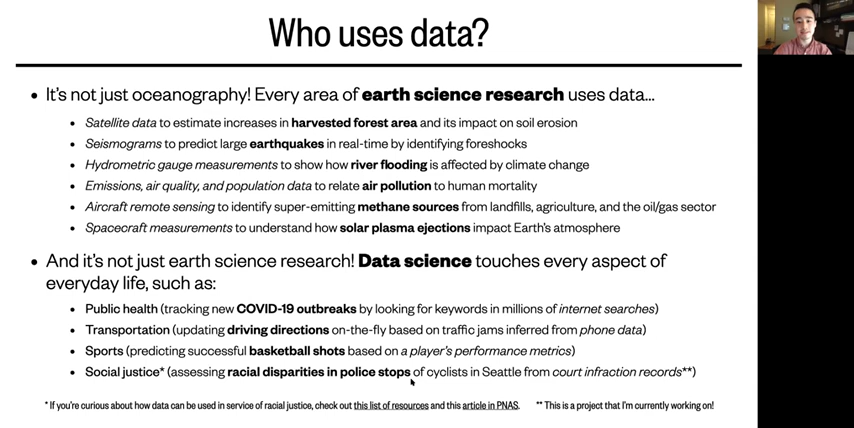 Who uses data?
• It's not just oceanography! Every area of earth science research uses data...
• Satellite data to estimate increases in harvested forest area and its impact on soil erosion
• Seismograms to predict large earthquakes in real-time by identifying foreshocks
• Hydrometric gauge measurements to show how river flooding is affected by climate change
• Emissions, air quality, and population data to relate air pollution to human mortality
• Aircraft remote sensing to identify super-emitting methane sources from landfills, agriculture, and the oil/gas sector
• Spacecraft measurements to understand how solar plasma ejections impact Earth's atmosphere
• And it's not just earth science research! Data science touches every aspect of
everyday life, such as:
• Public health (tracking new COVID-19 outbreaks by looking for keywords in millions of internet searches)
• Transportation (updating driving directions on-the-fly based on traffic jams inferred from phone data)
• Sports (predicting successful basketball shots based on a player's performance metrics)
• Social justice* (assessing racial disparities in police stops of cyclists in Seattle from court infraction records**)
* If you're curious about how data can be used in service of racial justice, check out this list of resources and this article in PNAS. ** This is a project that I'm currently working on!